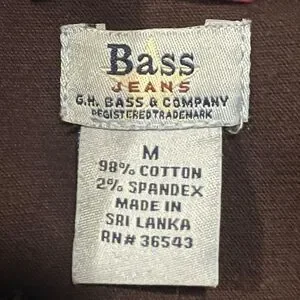 Bass
JEANS
G.H. BASS & COMPANY
REGISTERED TRADEMARK
M
98% COTTON
2% SPANDEX
MADE IN
SRI LANKA
RN# 36543